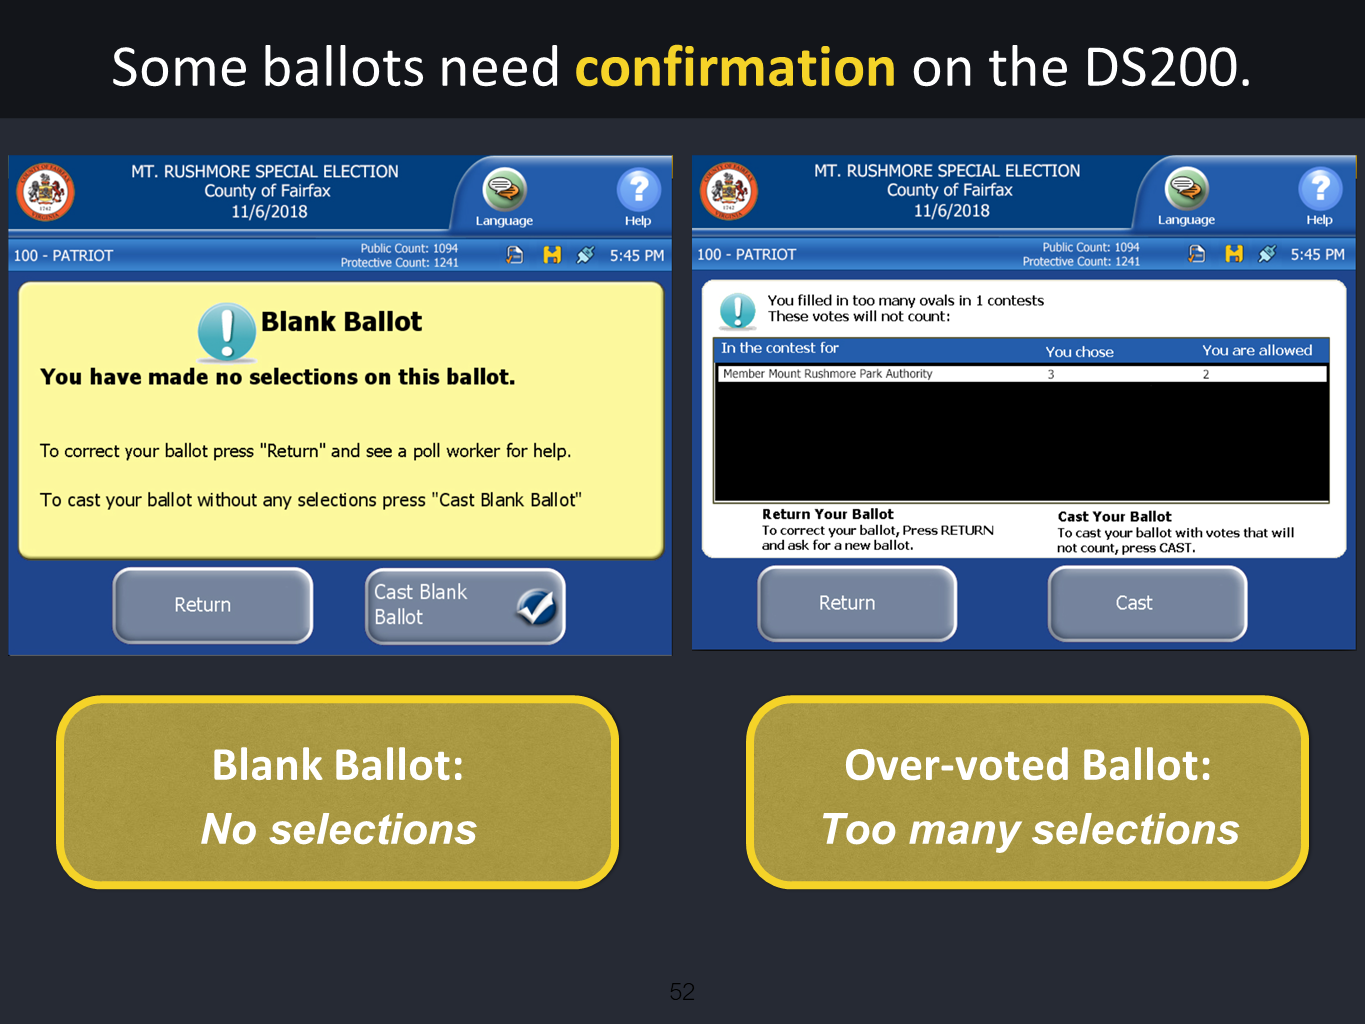 Some ballots need confirmation on the DS200.
MT. RUSHMORE SPECIAL ELECTION
County of Fairfax
11/6/2018
Language
Help
100 - PATRIOT
Public Count: 1094
Protective Count: 1241
5:45 PM
Blank Ballot
You have made no selections on this ballot.
To correct your ballot press "Return" and see a poll worker for help.
To cast your ballot without any selections press "Cast Blank Ballot"
Return
Cast Blank
Ballot
MT. RUSHMORE SPECIAL ELECTION
County of Fairfax
11/6/2018
Language
Help
100 - PATRIOT
Public Count: 1094
Protective Count: 1241
5:45 PM
You filled in too many ovals in 1 contests
These votes will not count:
In the contest for You chose You are allowed
Member Mount Rushmore Park Authority 3 2
Return Your Ballot
To correct your ballot, Press RETURN
and ask for a new ballot.
Cast Your Ballot
To cast your ballot with votes that will
not count, press CAST.
Return
Cast
Blank Ballot:
No selections
Over-voted Ballot:
Too many selections
52